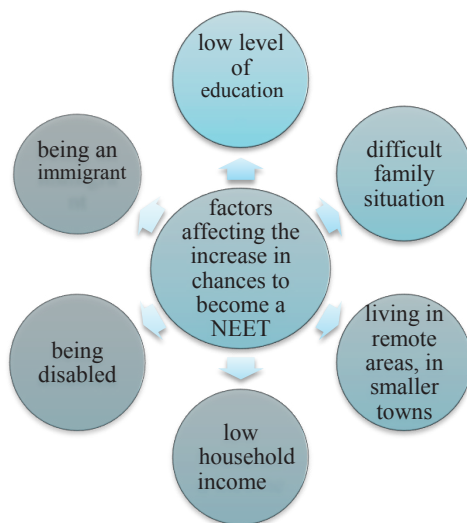 low level
of
education
being an
immigrant
difficult
family
situation
factors
affecting the
increase in
chances to
become a
NEET
being
disabled
living in
remote
areas, in
smaller
towns
low
household
income